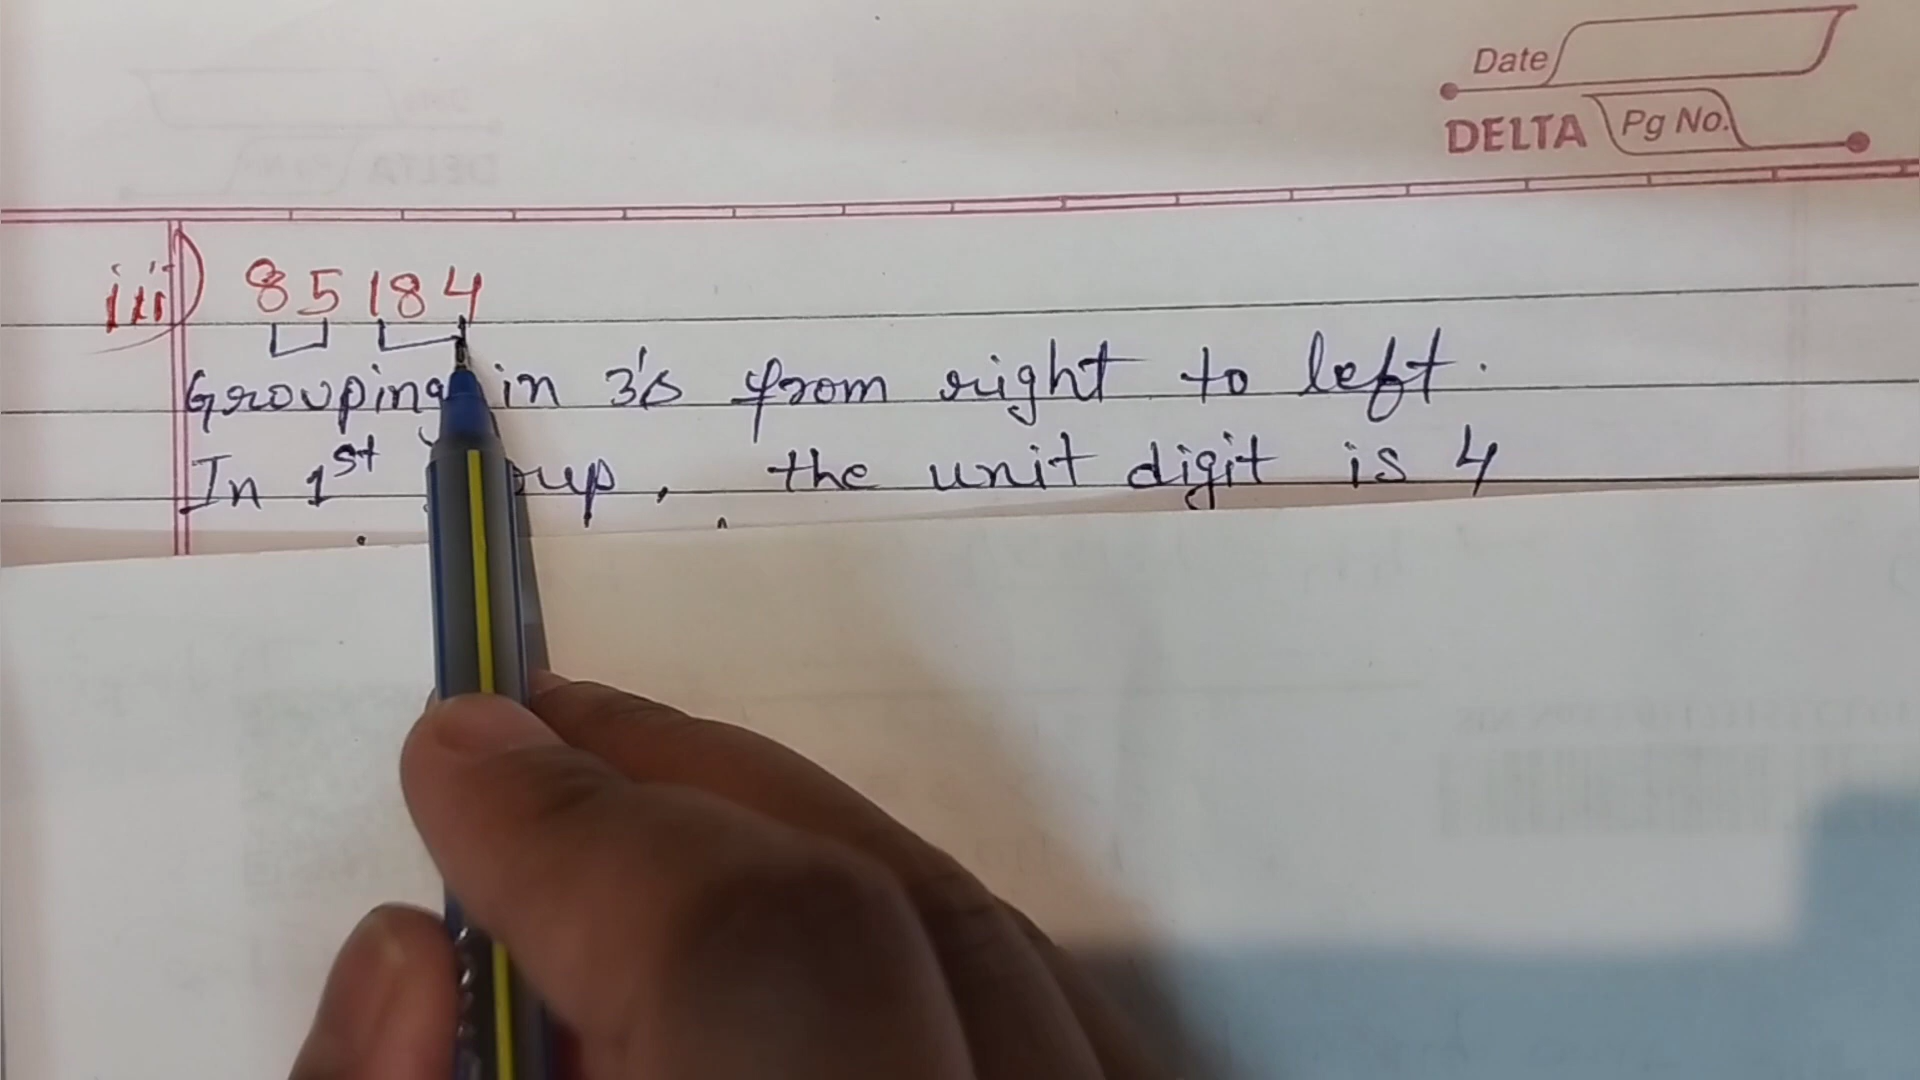 Date
DELTA Pg No.
iii) 85184
Grouping in 3's from right to left.
In 1st , the unit digit is 4